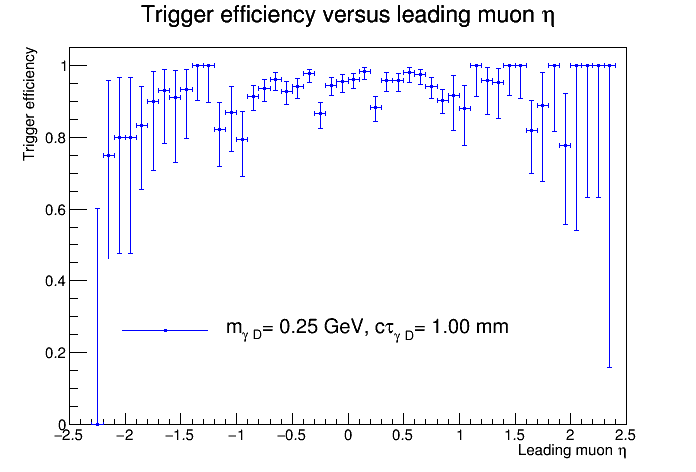 Trigger efficiency versus leading muon η
Trigger efficiency
1
0.8
0.6
0.4
0.2
0
m_γ D= 0.25 GeV, cτ_γ D= 1.00 mm
−2.5 −2 −1.5 −1 −0.5 0 0.5 1 1.5 2 2.5
Leading muon η